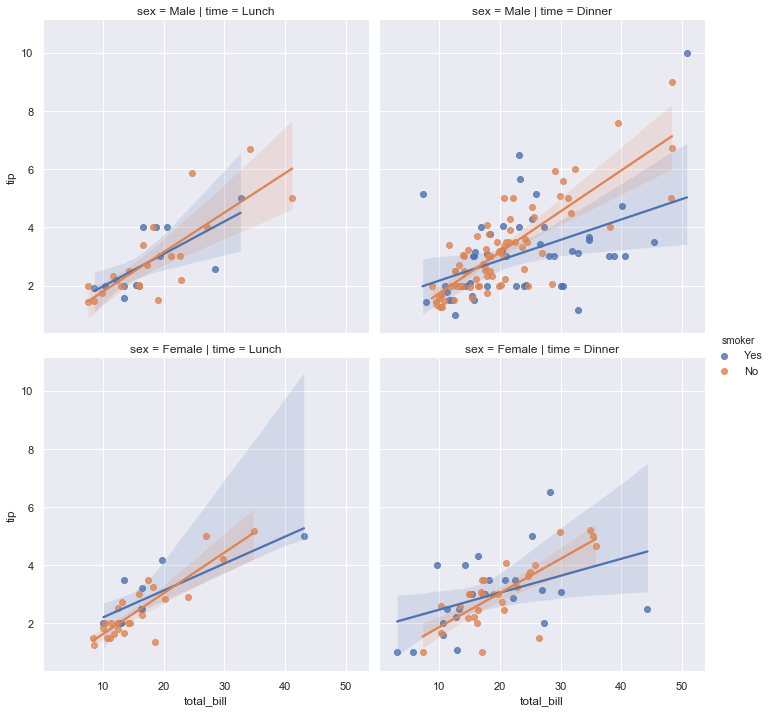 sex = Male | time = Lunch
sex = Male | time = Dinner
10
8
6
4
2
tip
sex = Female | time = Lunch
sex = Female | time = Dinner
smoker
Yes
No
10
8
6
4
2
tip
10 20 30 40 50
10 20 30 40 50
total_bill
total_bill